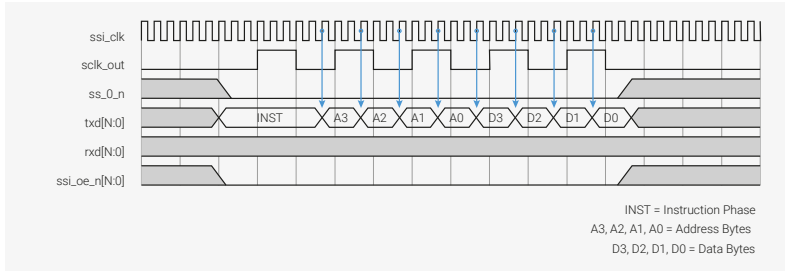 ssi_clk
sclk_out
ss_0_n
txd[N:0]
INST A3 A2 A1 A0 D3 D2 D1 D0
rxd[N:0]
ssi_oe_n[N:0]
INST = Instruction Phase
A3, A2, A1, A0 = Address Bytes
D3, D2, D1, D0 = Data Bytes